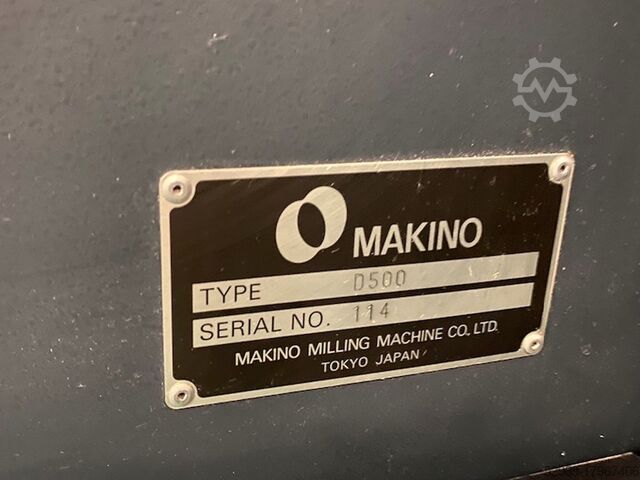 MAKINO
TYPE D500
SERIAL NO. 114
MAKINO MILLING MACHINE CO., LTD.
TOKYO JAPAN